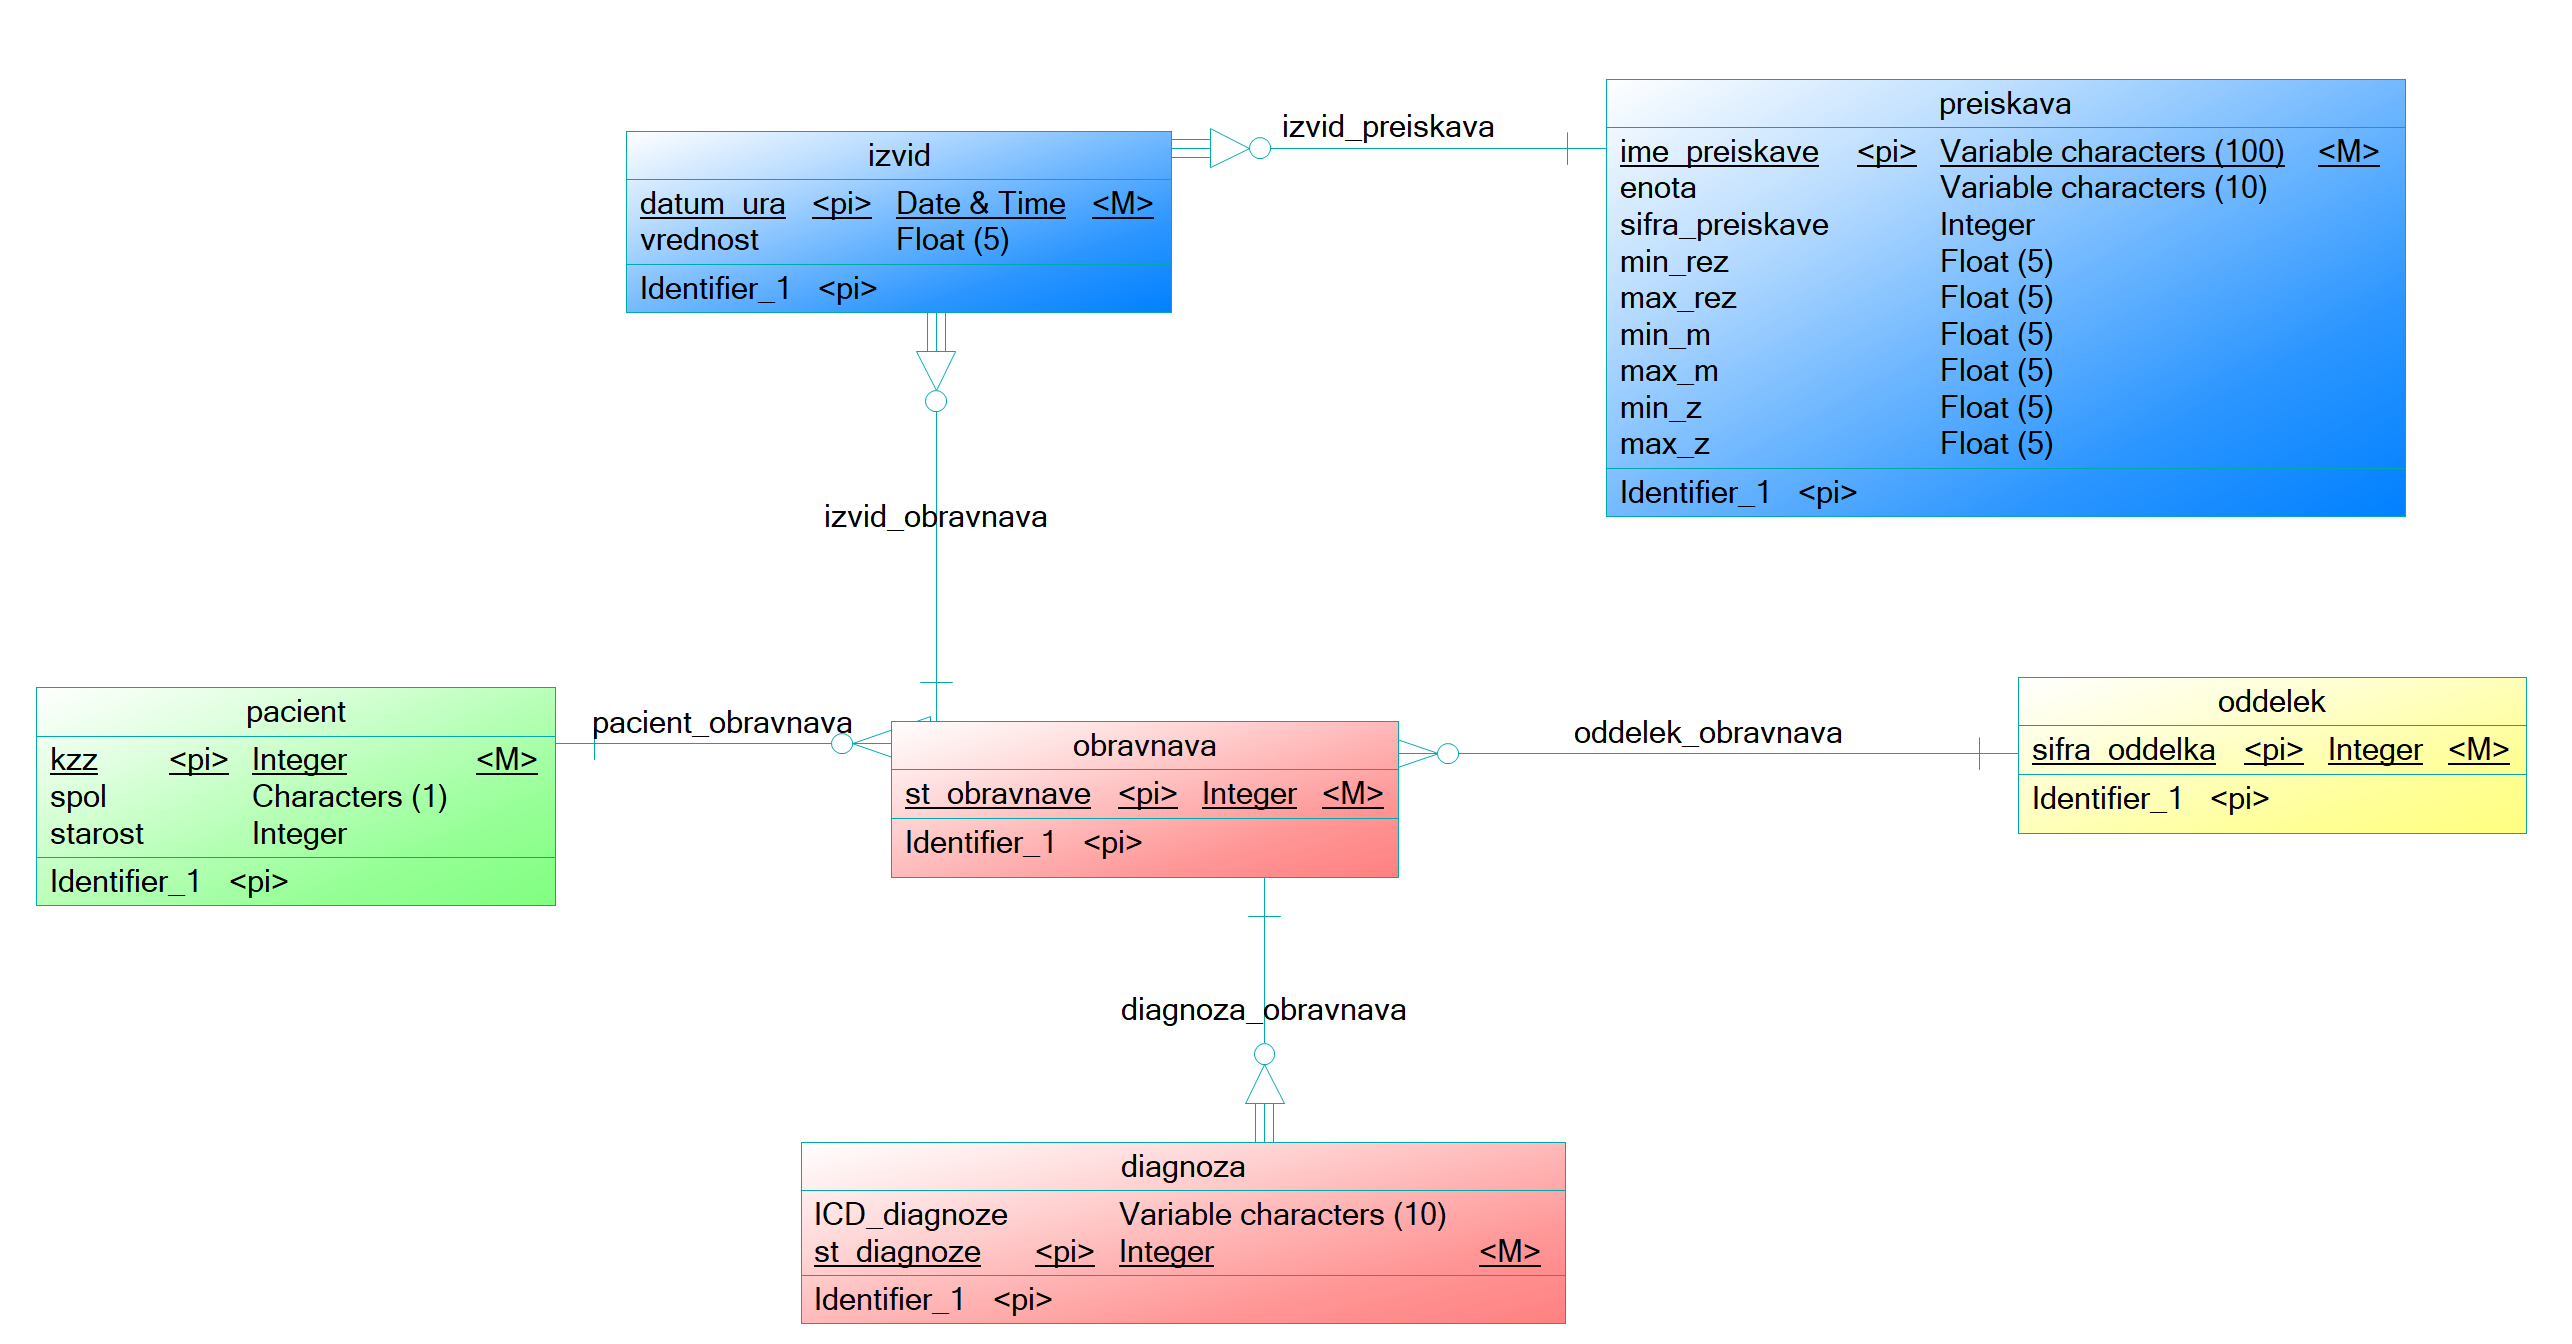 izvid
datum_ura <pi> Date & Time <M>
vrednost Float (5)
Identifier_1 <pi>
izvid_preiskava
preiskava
ime_preiskave <pi> Variable characters (100) <M>
enota Variable characters (10)
sifra_preiskave Integer
min_rez Float (5)
max_rez Float (5)
min_m Float (5)
max_m Float (5)
min_z Float (5)
max_z Float (5)
Identifier_1 <pi>
izvid_obravnava
pacient
kzz <pi> Integer <M>
spol Characters (1)
starost Integer
Identifier_1 <pi>
pacient_obravnava
obravnava
st_obravnave <pi> Integer <M>
Identifier_1 <pi>
oddelek_obravnava
oddelek
sifra_oddelka <pi> Integer <M>
Identifier_1 <pi>
diagnoza_obravnava
diagnoza
ICD_diagnoze Variable characters (10)
st_diagnoze <pi> Integer <M>
Identifier_1 <pi>